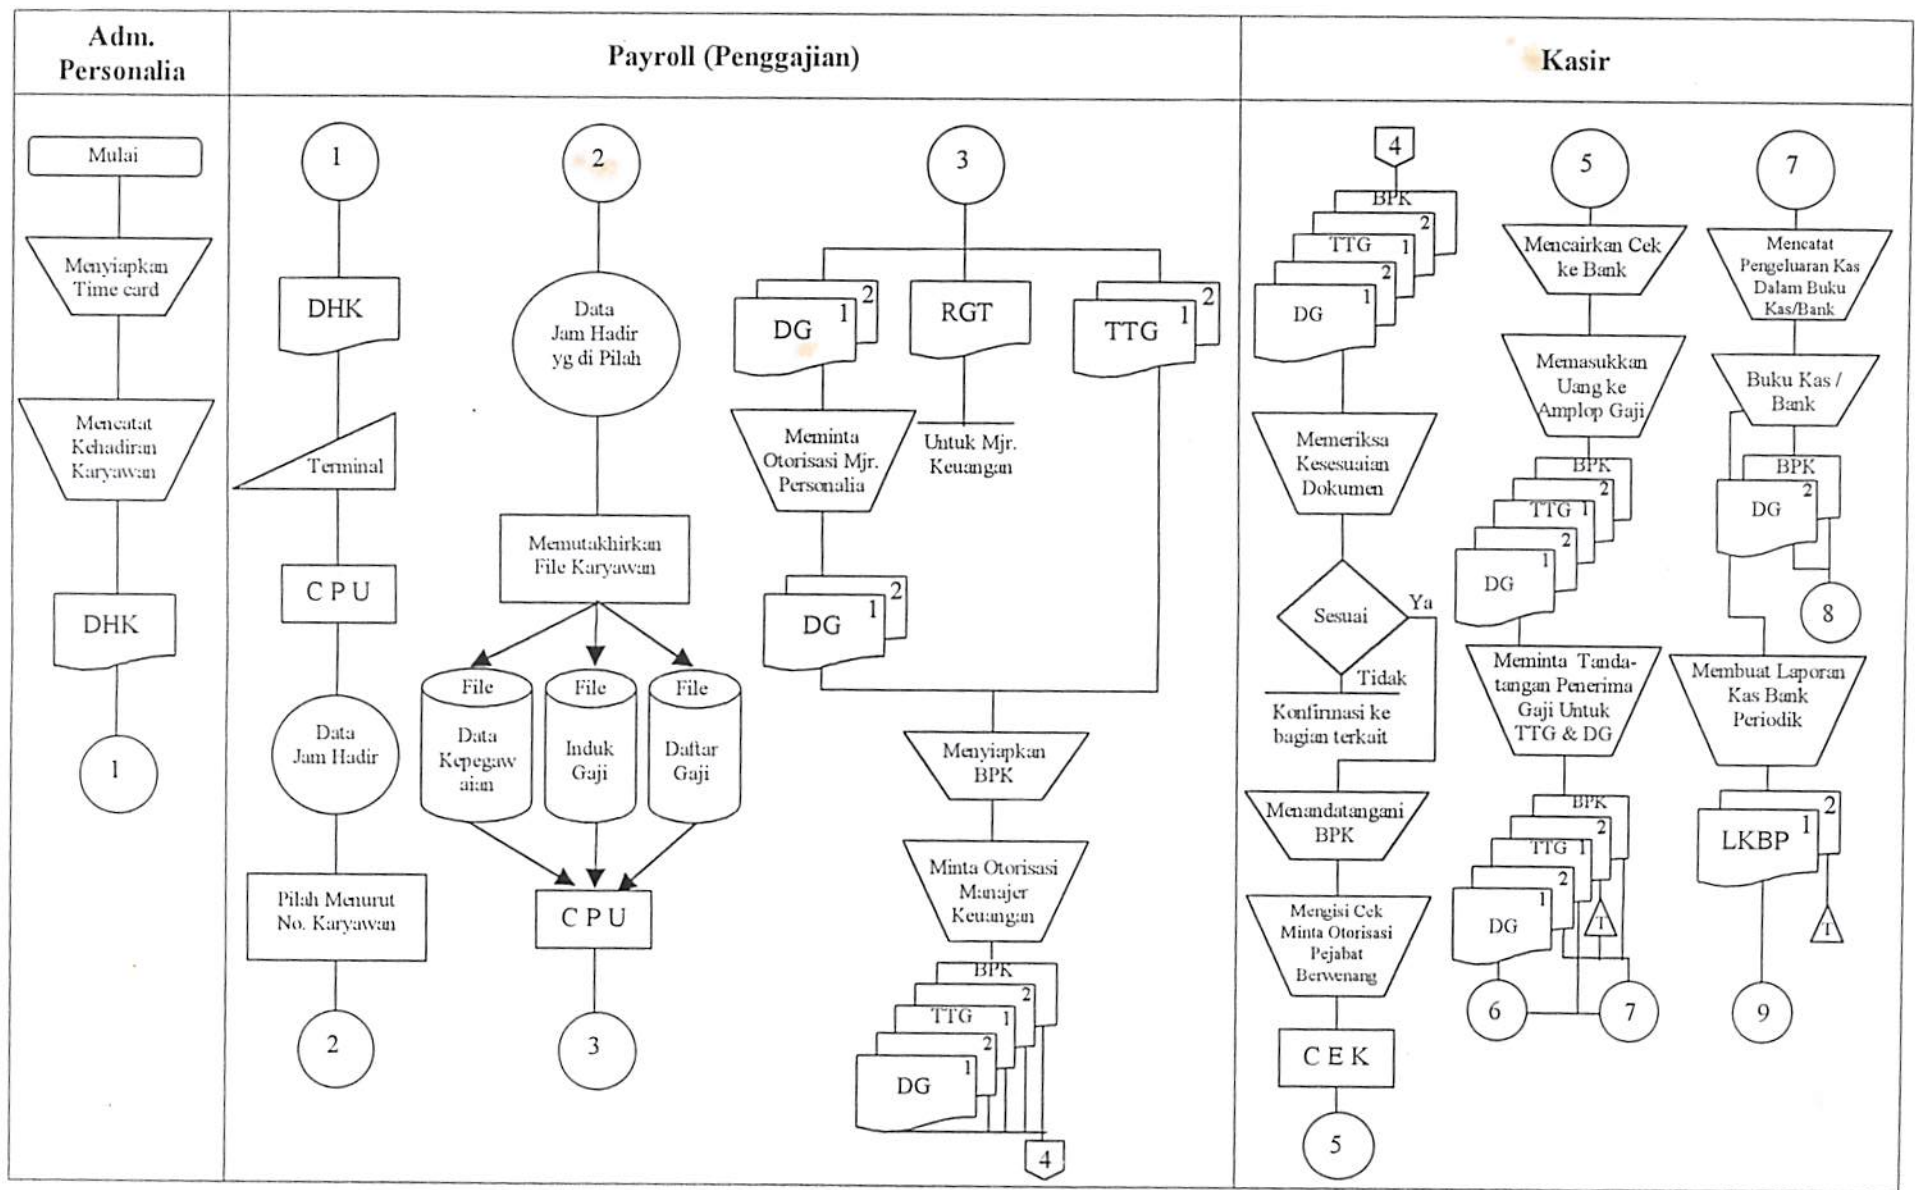 Adm.
Personalia
Payroll (Penggajian)
Kasir
Mulai
Menyiapkan
Time card
Mencatat
Kehadiran
Karyawan
DHK
1
1
DHK
Terminal
C P U
Data
Jam Hadir
Pilah Menurut
No. Karyawan
2
2
Data
Jam Hadir
yg di Pilah
Memutakhirkan
File Karyawan
File
Data
Kepegaw
aian
File
Induk
Gaji
File
Daftar
Gaji
C P U
3
3
2
1
DG
RGT
2
1
TTG
Meminta
Otorisasi Mjr.
Personalia
Untuk Mjr.
Keuangan
2
1
DG
Menyiapkan
BPK
Minta Otorisasi
Manajer
Keuangan
BPK
2
TTG 1
2
1
DG
4
4
BPK
2
TTG 1
2
1
DG
Memeriksa
Kesesuaian
Dokumen
Sesuai
Ya
Tidak
Konfirmasi ke
bagian terkait
Menandatangani
BPK
Mengisi Cek
Minta Otorisasi
Pejabat
Berwenang
C E K
5
5
Mencairkan Cek
ke Bank
Memasukkan
Uang ke
Amplop Gaji
BPK
2
TTG 1
2
1
DG
Meminta Tanda-
tangan Penerima
Gaji Untuk
TTG & DG
BPK
2
TTG 1
2
1
DG
T
6
7
7
Mencatat
Pengeluaran Kas
Dalam Buku
Kas/Bank
Buku Kas /
Bank
BPK
2
DG
8
Membuat Laporan
Kas Bank
Periodik
2
1
LKBP
T
9